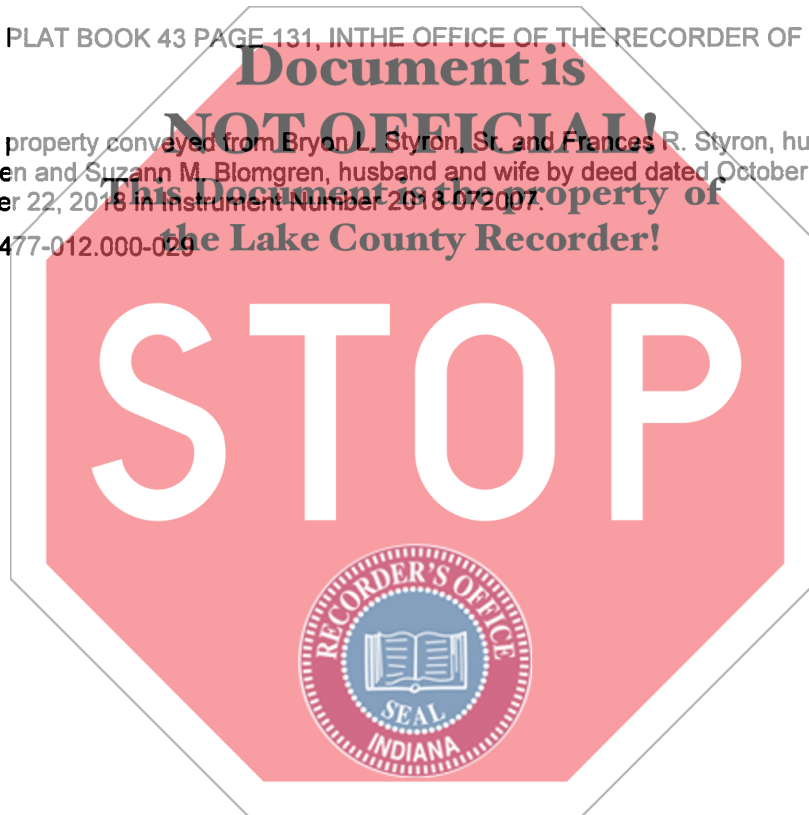 PLAT BOOK 43 PAGE 131, INTHE OFFICE OF THE RECORDER OF
Document is
NOT OFFICIAL!
property conveyed from Bryon L. Styron, Sr. and Frances R. Styron, hu
en and Suzann M. Blomgren, husband and wife by deed dated October
This Document is the property of
er 22, 2018 in Instrument Number 2018-072007.
the Lake County Recorder!
477-012.000-029
STOP
RECORDER'S OFFICE
SEAL
INDIANA